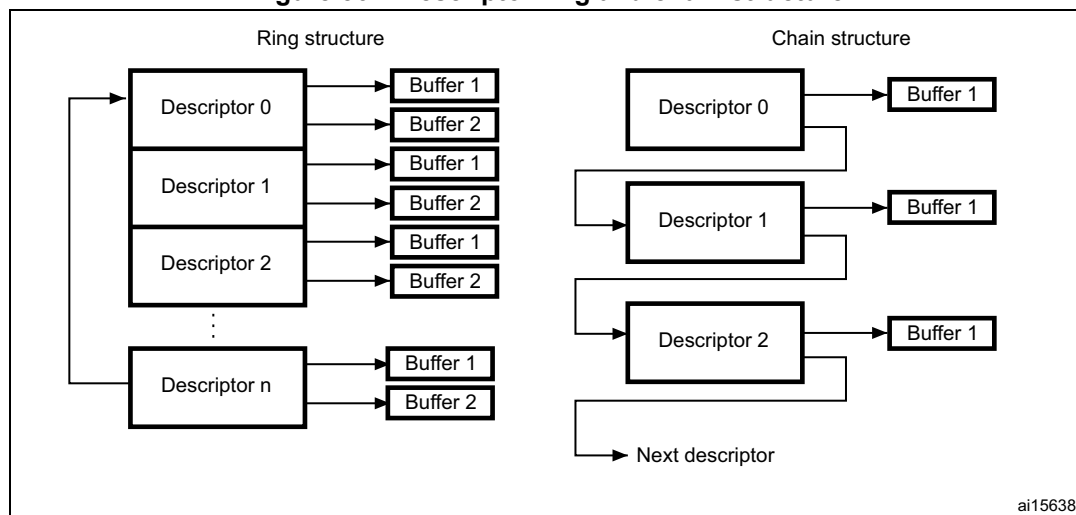 Ring structure
Descriptor 0
Buffer 1
Buffer 2
Descriptor 1
Buffer 1
Buffer 2
Descriptor 2
Buffer 1
Buffer 2
Descriptor n
Buffer 1
Buffer 2
Chain structure
Descriptor 0
Buffer 1
Descriptor 1
Buffer 1
Descriptor 2
Buffer 1
Next descriptor
ai15638